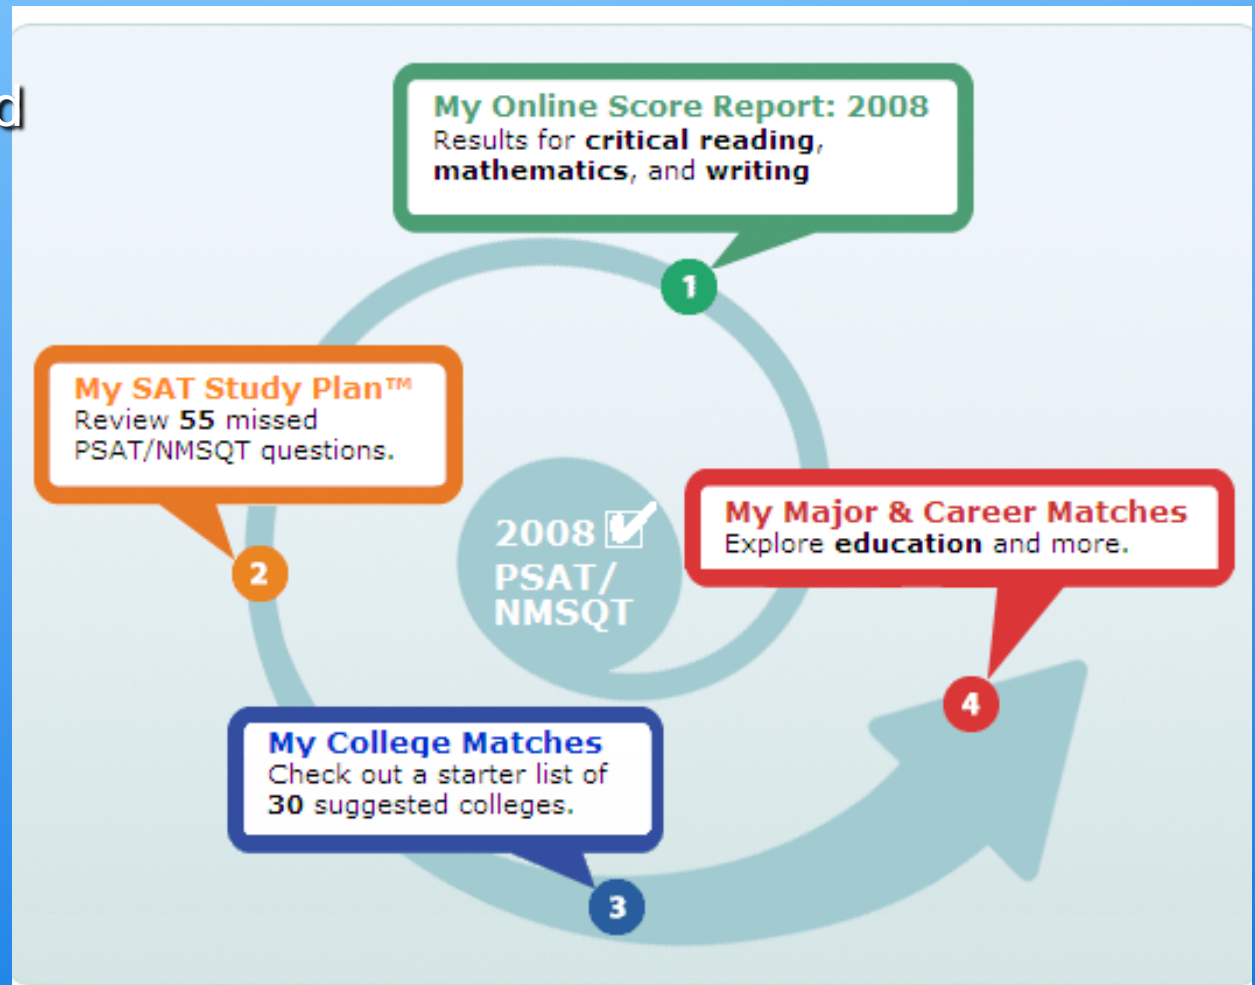 d
My Online Score Report: 2008
Results for critical reading,
mathematics, and writing
1
My SAT Study Plan™
Review 55 missed
PSAT/NMSQT questions.
2
2008
PSAT/
NMSQT
My Major & Career Matches
Explore education and more.
4
My College Matches
Check out a starter list of
30 suggested colleges.
3